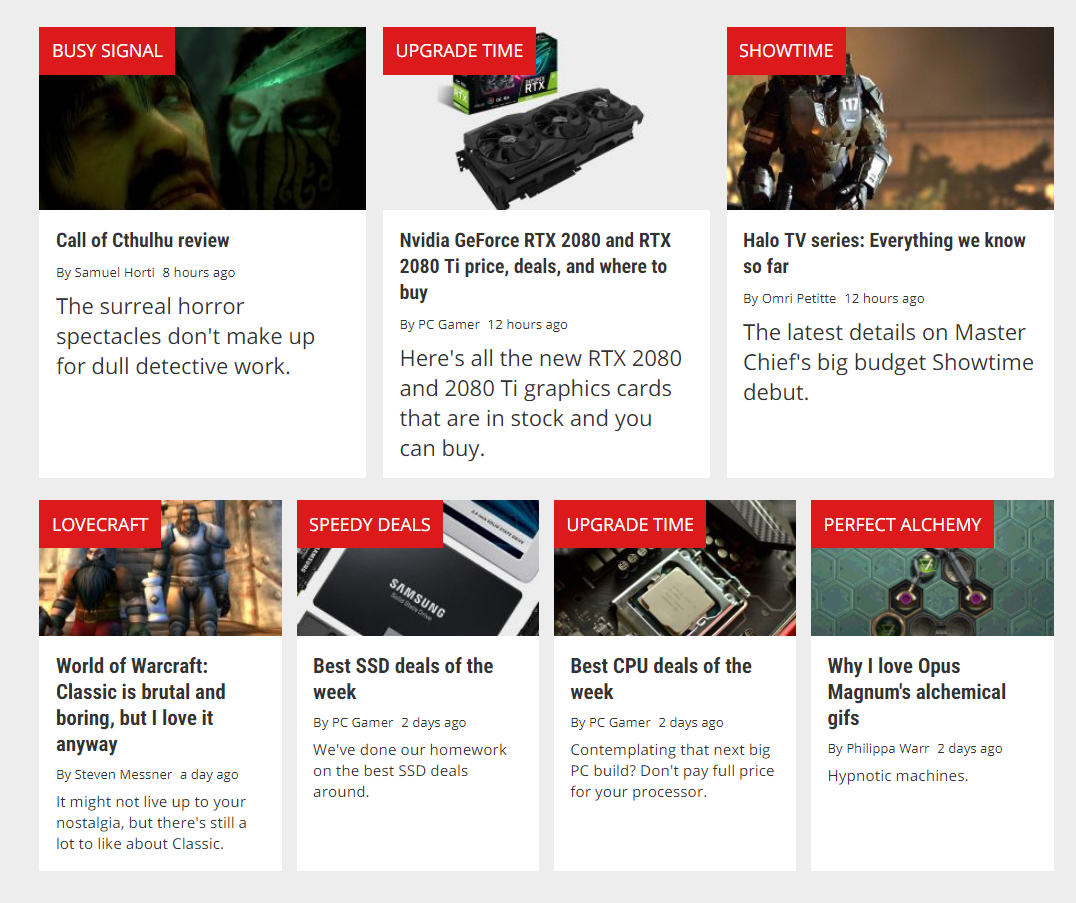 BUSY SIGNAL
Call of Cthulhu review
By Samuel Horti 8 hours ago
The surreal horror
spectacles don't make up
for dull detective work.
UPGRADE TIME
RTX
GEFORCE
RTX
Nvidia GeForce RTX 2080 and RTX
2080 Ti price, deals, and where to
buy
By PC Gamer 12 hours ago
Here's all the new RTX 2080
and 2080 Ti graphics cards
that are in stock and you
can buy.
SHOWTIME
117
Halo TV series: Everything we know
so far
By Omri Petitte 12 hours ago
The latest details on Master
Chief's big budget Showtime
debut.
LOVECRAFT
World of Warcraft:
Classic is brutal and
boring, but I love it
anyway
By Steven Messner a day ago
It might not live up to your
nostalgia, but there's still a
lot to like about Classic.
SPEEDY DEALS
SAMSUNG
Solid State Drive
Best SSD deals of the
week
By PC Gamer 2 days ago
We've done our homework
on the best SSD deals
around.
UPGRADE TIME
Best CPU deals of the
week
By PC Gamer 2 days ago
Contemplating that next big
PC build? Don't pay full price
for your processor.
PERFECT ALCHEMY
Why I love Opus
Magnum's alchemical
gifs
By Philippa Warr 2 days ago
Hypnotic machines.